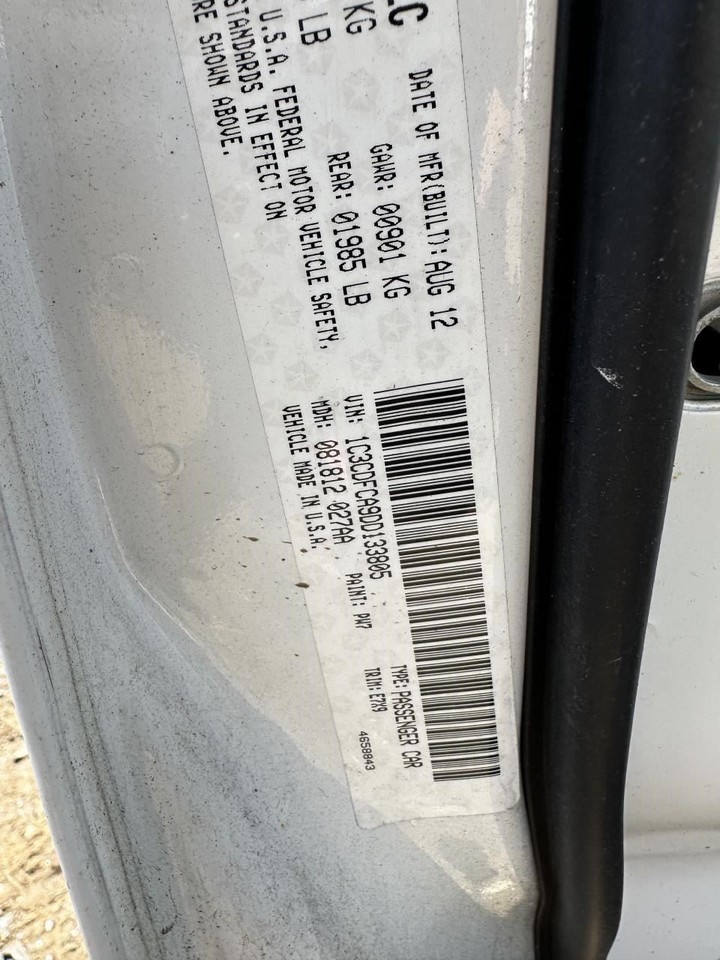 LC
DATE OF MFR(BUILT): AUG 12
KG
GAWR: 00901 KG
LB
REAR: 01985 LB
U.S.A. FEDERAL MOTOR VEHICLE SAFETY,
STANDARDS IN EFFECT ON
RE SHOWN ABOVE.
VIN: 1C3CDFCA9DD133805
TYPE: PASSENGER CAR
MDH: 081812 027AA
PAINT: PW7
TRIM: E7X9
VEHICLE MADE IN U.S.A.
4658843